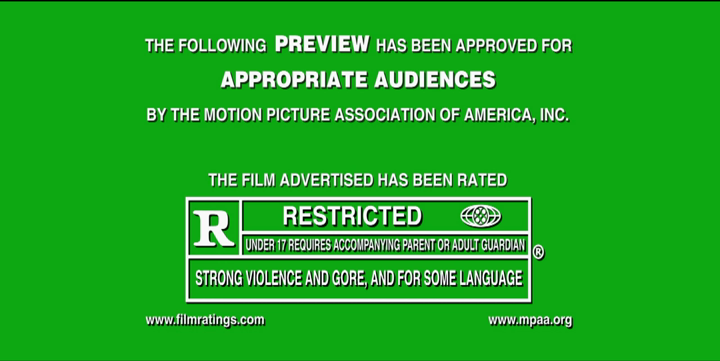 THE FOLLOWING PREVIEW HAS BEEN APPROVED FOR
APPROPRIATE AUDIENCES
BY THE MOTION PICTURE ASSOCIATION OF AMERICA, INC.
THE FILM ADVERTISED HAS BEEN RATED
R RESTRICTED
UNDER 17 REQUIRES ACCOMPANYING PARENT OR ADULT GUARDIAN ®
STRONG VIOLENCE AND GORE, AND FOR SOME LANGUAGE
www.filmratings.com www.mpaa.org